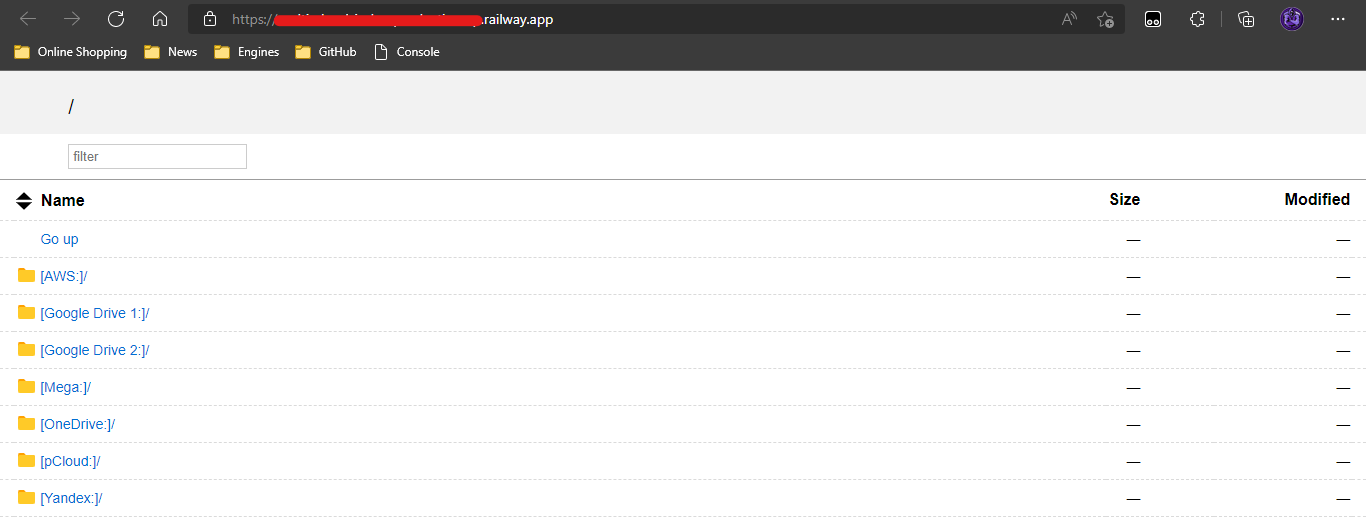 https:// .railway.app
Online Shopping News Engines GitHub Console
/
filter
Name Size Modified
Go up — —
[AWS:]/ — —
[Google Drive 1:]/ — —
[Google Drive 2:]/ — —
[Mega:]/ — —
[OneDrive:]/ — —
[pCloud:]/ — —
[Yandex:]/ — —